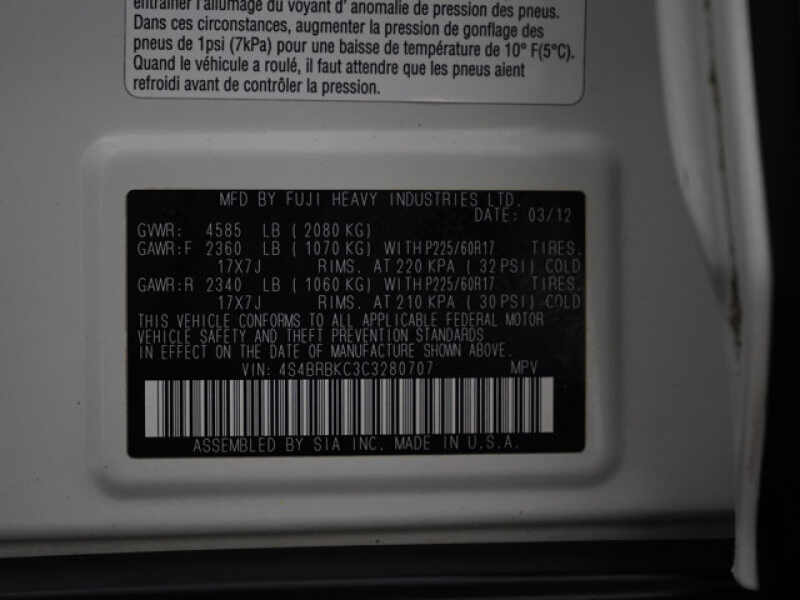 entraîner l'allumage du voyant d' anomalie de pression des pneus.
Dans ces circonstances, augmenter la pression de gonflage des
pneus de 1psi (7kPa) pour une baisse de température de 10° F(5°C).
Quand le véhicule a roulé, il faut attendre que les pneus aient
refroidi avant de contrôler la pression.
MFD BY FUJI HEAVY INDUSTRIES LTD.
DATE: 03/12
GVWR: 4585 LB ( 2080 KG)
GAWR:F 2360 LB ( 1070 KG) WITH P225/60R17 TIRES.
17X7J RIMS. AT 220 KPA ( 32 PSI) COLD
GAWR:R 2340 LB ( 1060 KG) WITH P225/60R17 TIRES.
17X7J RIMS. AT 210 KPA ( 30 PSI) COLD
THIS VEHICLE CONFORMS TO ALL APPLICABLE FEDERAL MOTOR
VEHICLE SAFETY AND THEFT PREVENTION STANDARDS
IN EFFECT ON THE DATE OF MANUFACTURE SHOWN ABOVE.
VIN: 4S4BRBKC3C3280707 MPV
ASSEMBLED BY SIA INC. MADE IN U.S.A.